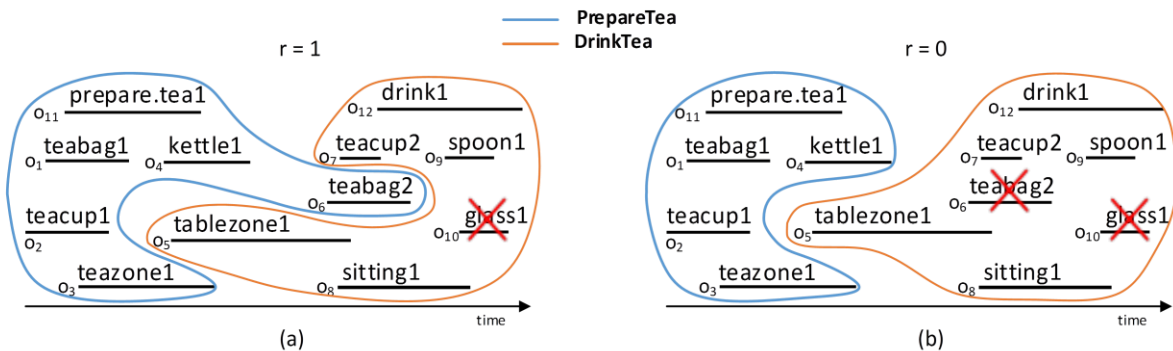 PrepareTea
DrinkTea
r = 1
r = 0
o11 prepare.tea1
o12 drink1
o1 teabag1
o4 kettle1
o7 teacup2
o9 spoon1
o6 teabag2
o2 teacup1
o5 tablezone1
o10 glass1
o3 teazone1
o8 sitting1
time
(a)
o11 prepare.tea1
o12 drink1
o1 teabag1
o4 kettle1
o7 teacup2
o9 spoon1
o6 teabag2
o2 teacup1
o5 tablezone1
o10 glass1
o3 teazone1
o8 sitting1
time
(b)